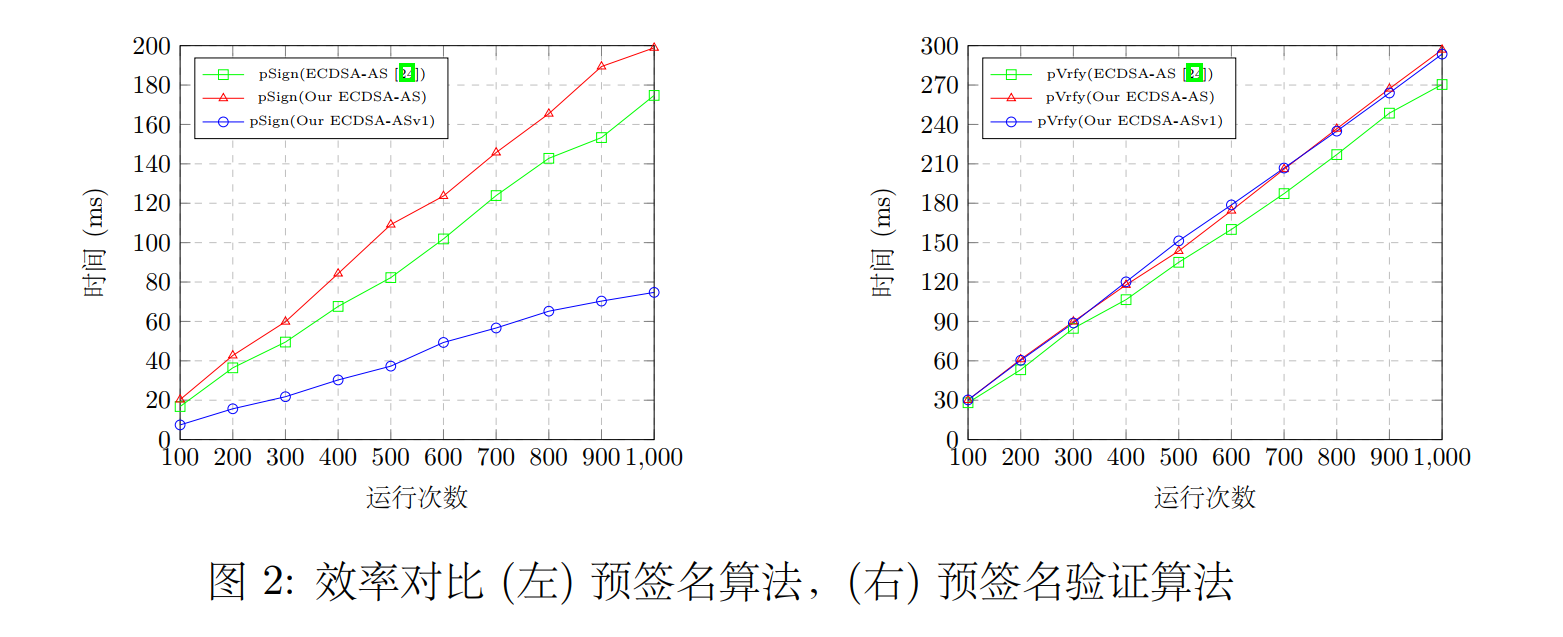 200
180
160
140
120
100
80
60
40
20
0
时间 (ms)
pSign(ECDSA-AS [24])
pSign(Our ECDSA-AS)
pSign(Our ECDSA-ASv1)
100 200 300 400 500 600 700 800 900 1,000
运行次数
300
270
240
210
180
150
120
90
60
30
0
时间 (ms)
pVrfy(ECDSA-AS [24])
pVrfy(Our ECDSA-AS)
pVrfy(Our ECDSA-ASv1)
100 200 300 400 500 600 700 800 900 1,000
运行次数
图 2: 效率对比 (左) 预签名算法，(右) 预签名验证算法